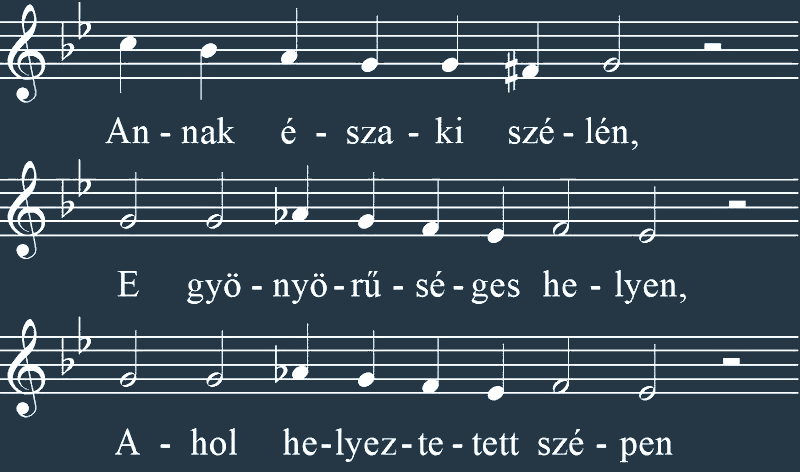 An - nak é - sza - ki szé - lén,
E gyö - nyö - rű - sé - ges he - lyen,
A - hol he - lyez - te - tett szé - pen